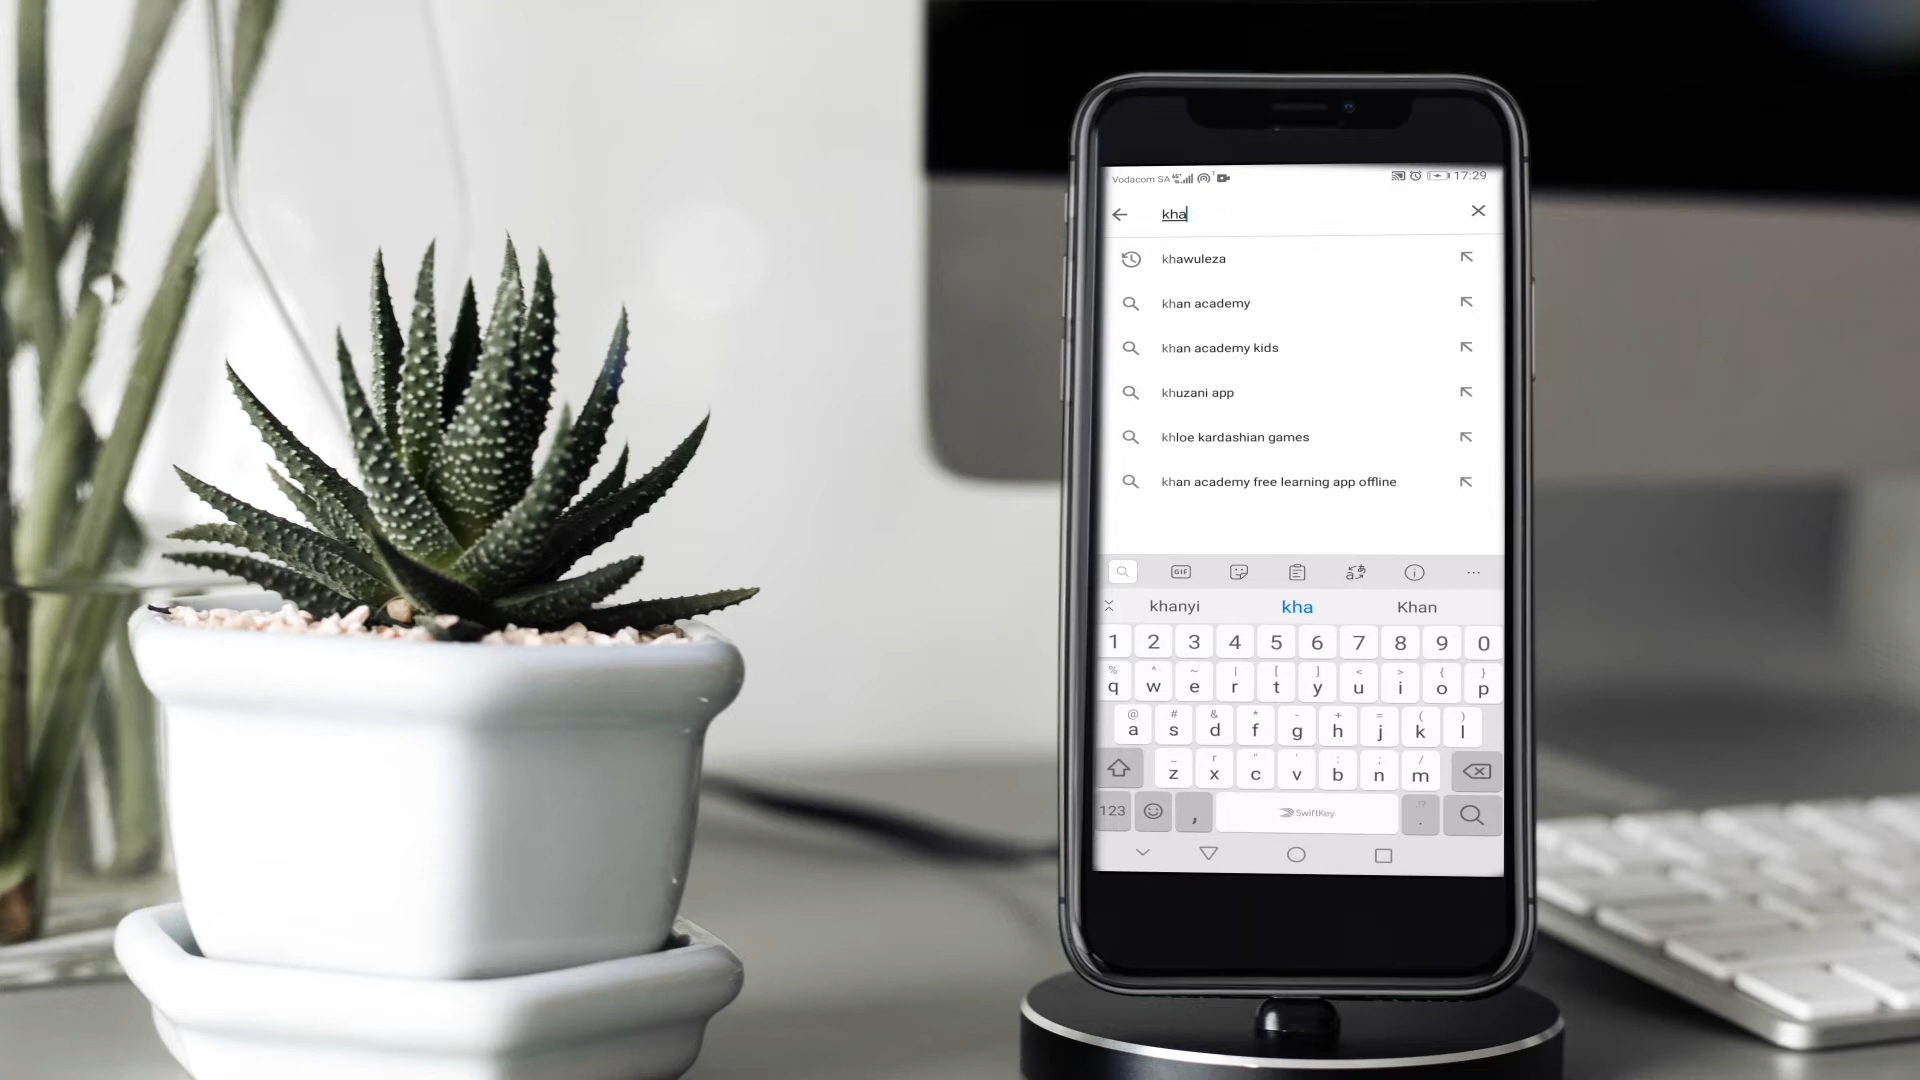 Vodacom SA 17:29
kha
khawuleza
khan academy
khan academy kids
khuzani app
khloe kardashian games
khan academy free learning app offline
GIF
khanyi kha Khan
1 2 3 4 5 6 7 8 9 0
% ^ ~ | [ ] < > { }
q w e r t y u i o p
@ # & * - + = ( )
a s d f g h j k l
_ r " ' : ; /
z x c v b n m
123 , SwiftKey .